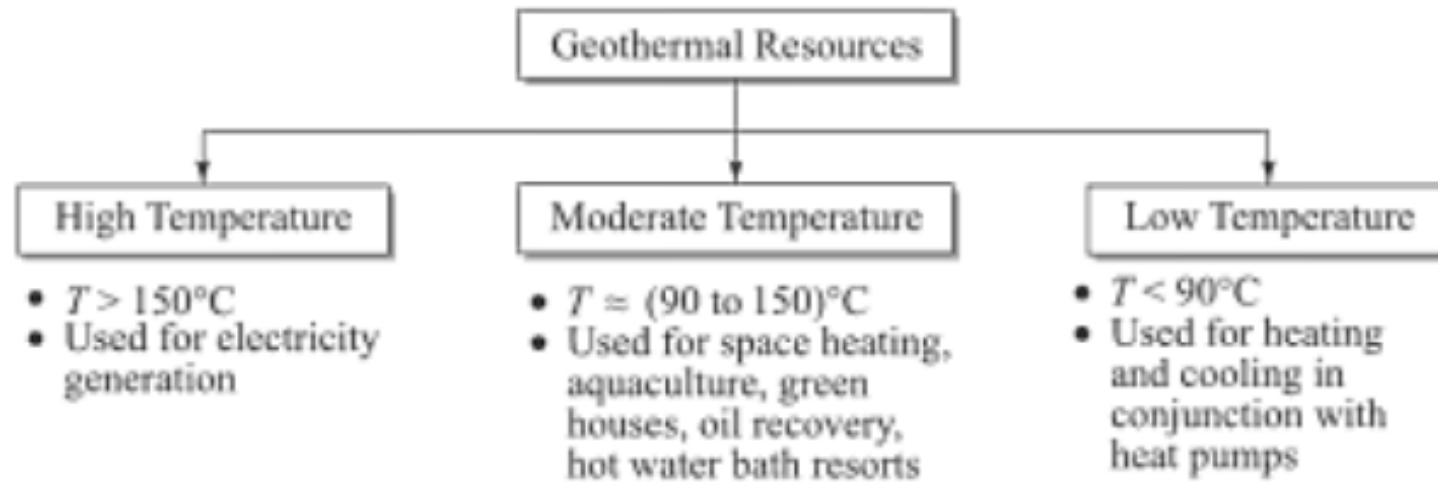 Geothermal Resources
High Temperature
• T > 150°C
• Used for electricity
generation
Moderate Temperature
• T ≃ (90 to 150)°C
• Used for space heating,
aquaculture, green
houses, oil recovery,
hot water bath resorts
Low Temperature
• T < 90°C
• Used for heating
and cooling in
conjunction with
heat pumps